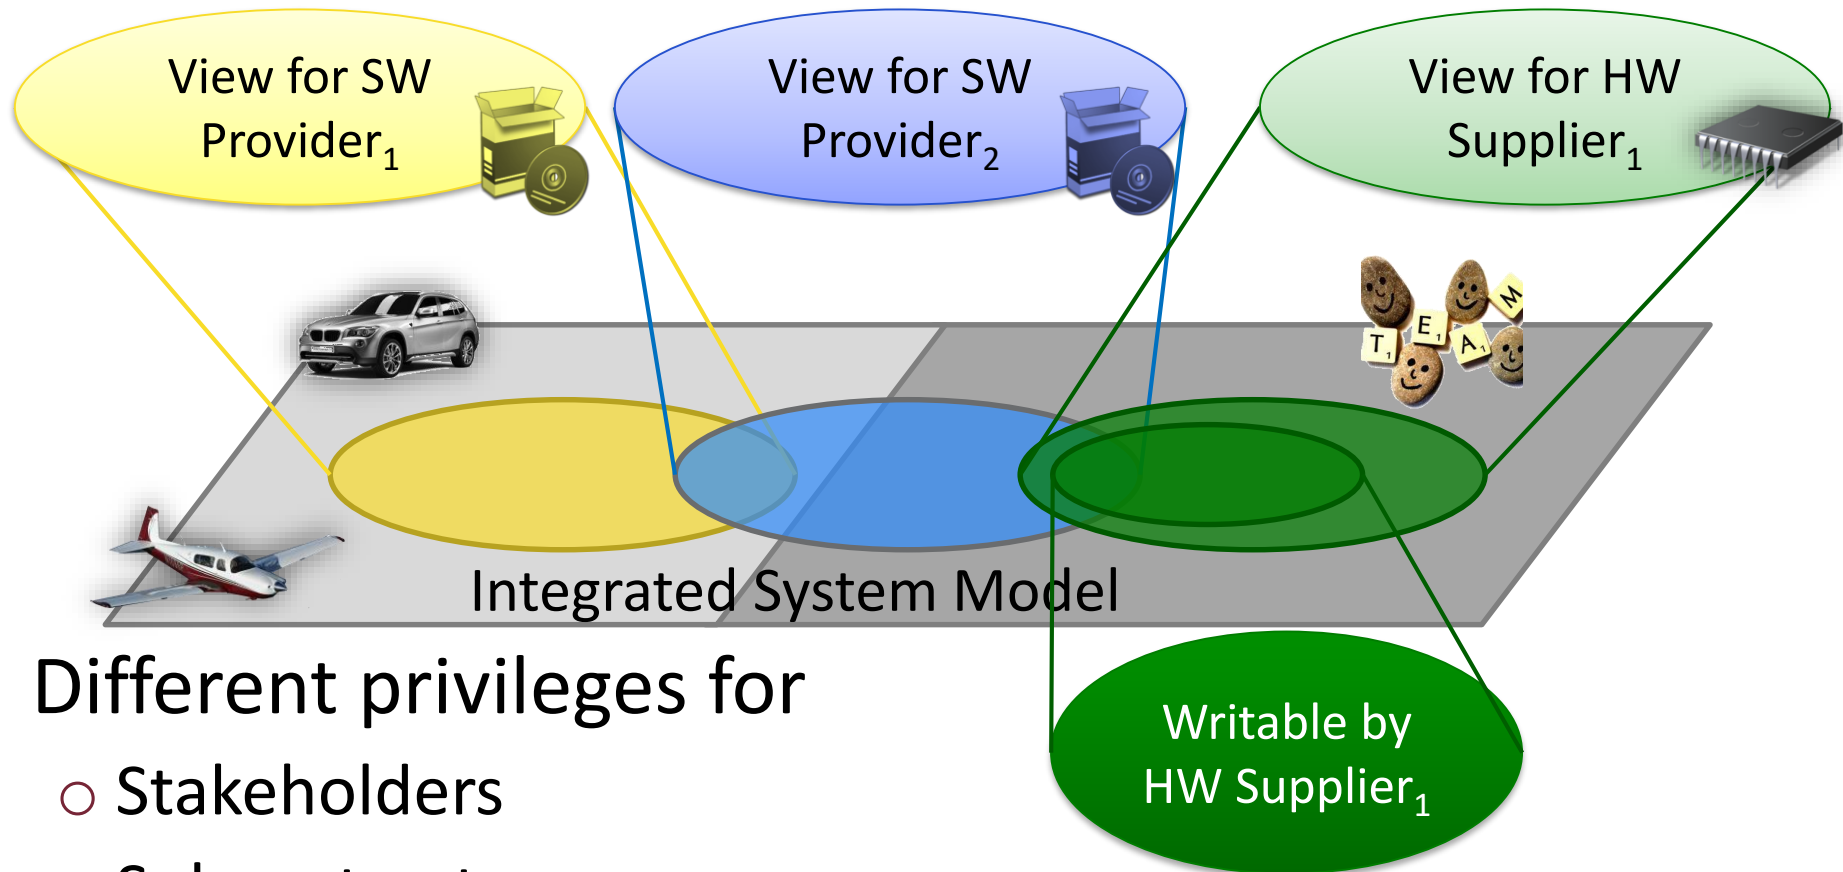 View for SW
Provider1
View for SW
Provider2
View for HW
Supplier1
T1 E1 A1 M
Integrated System Model
Different privileges for
Writable by
HW Supplier1
o Stakeholders